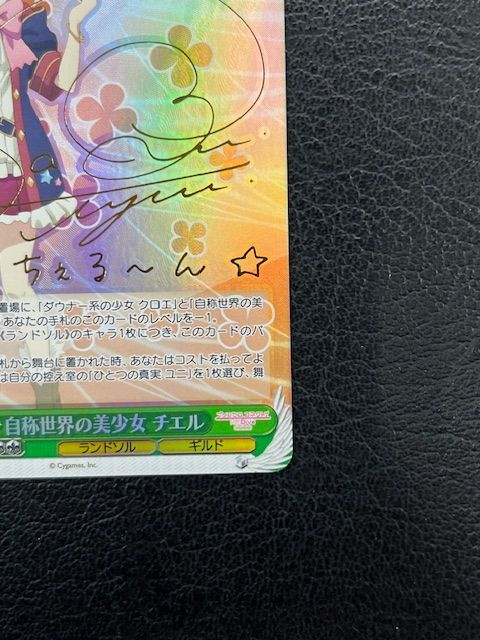 ちぇる〜ん☆
置場に、「ダウナー系の少女 クロエ」と「自称世界の美
あなたの手札のこのカードのレベルを－1。
《ランドソル》のキャラ1枚につき、このカードのパ
札から舞台に置かれた時、あなたはコストを払ってよ
は自分の控え室の「ひとつの真実 ユニ」を1枚選び、舞
自称世界の美少女 チエル
ランドソル ギルド
© Cygames, Inc.